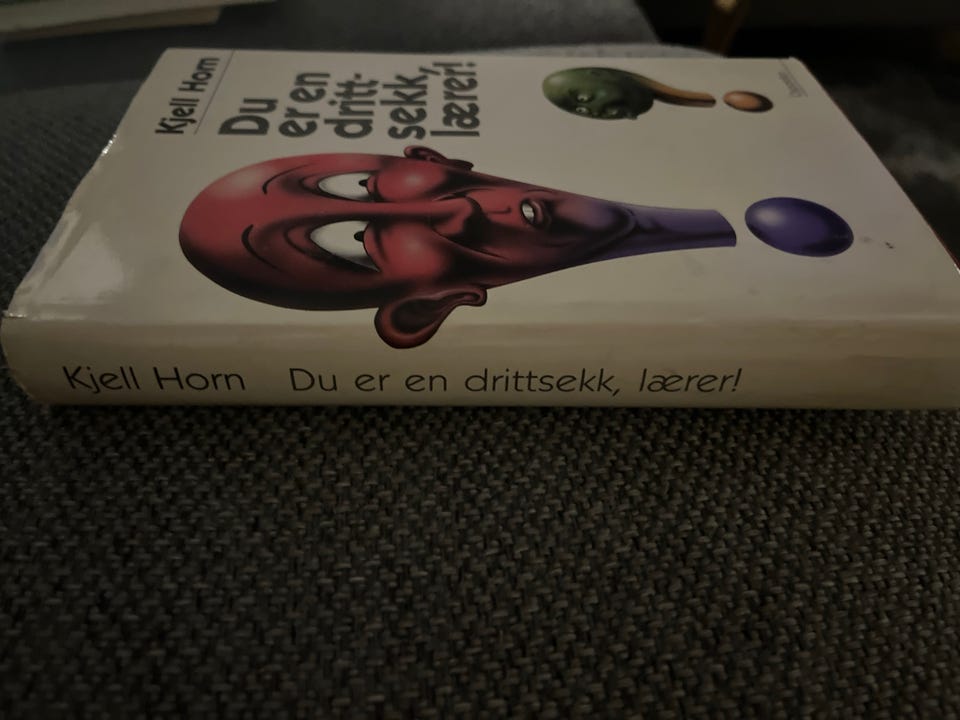 Kjell Horn
Du
er en
dritt-
sekk,
lærer!
Kjell Horn Du er en drittsekk, lærer!